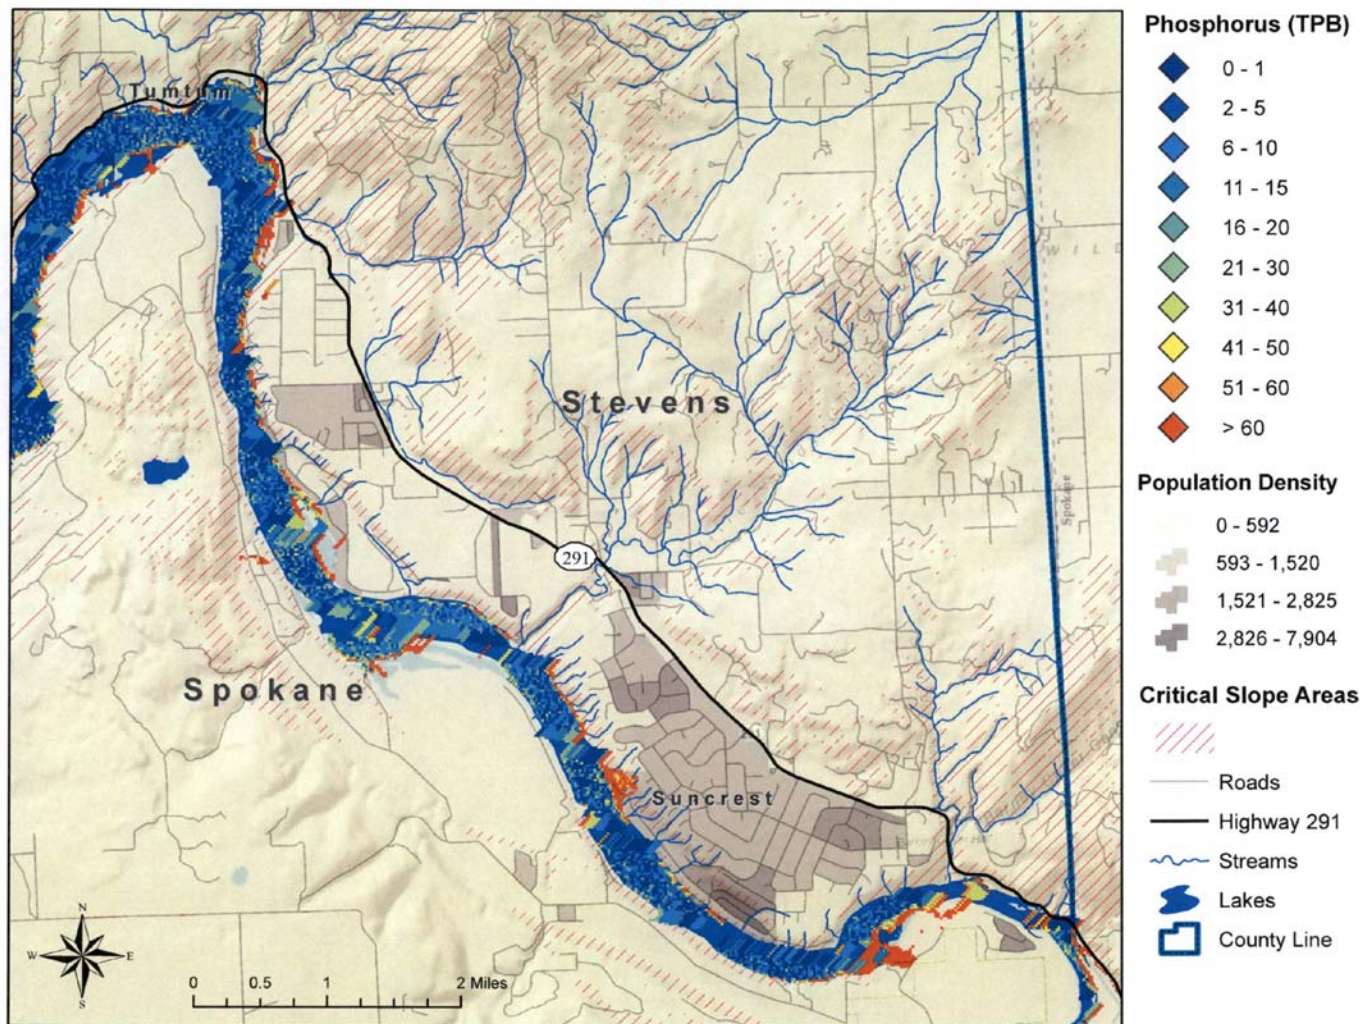 Tumtum
Stevens
291
Spokane
Spokane
Suncrest
N
W
E
S
0
0.5
1
2 Miles
Phosphorus (TPB)
0 - 1
2 - 5
6 - 10
11 - 15
16 - 20
21 - 30
31 - 40
41 - 50
51 - 60
> 60
Population Density
0 - 592
593 - 1,520
1,521 - 2,825
2,826 - 7,904
Critical Slope Areas
Roads
Highway 291
Streams
Lakes
County Line